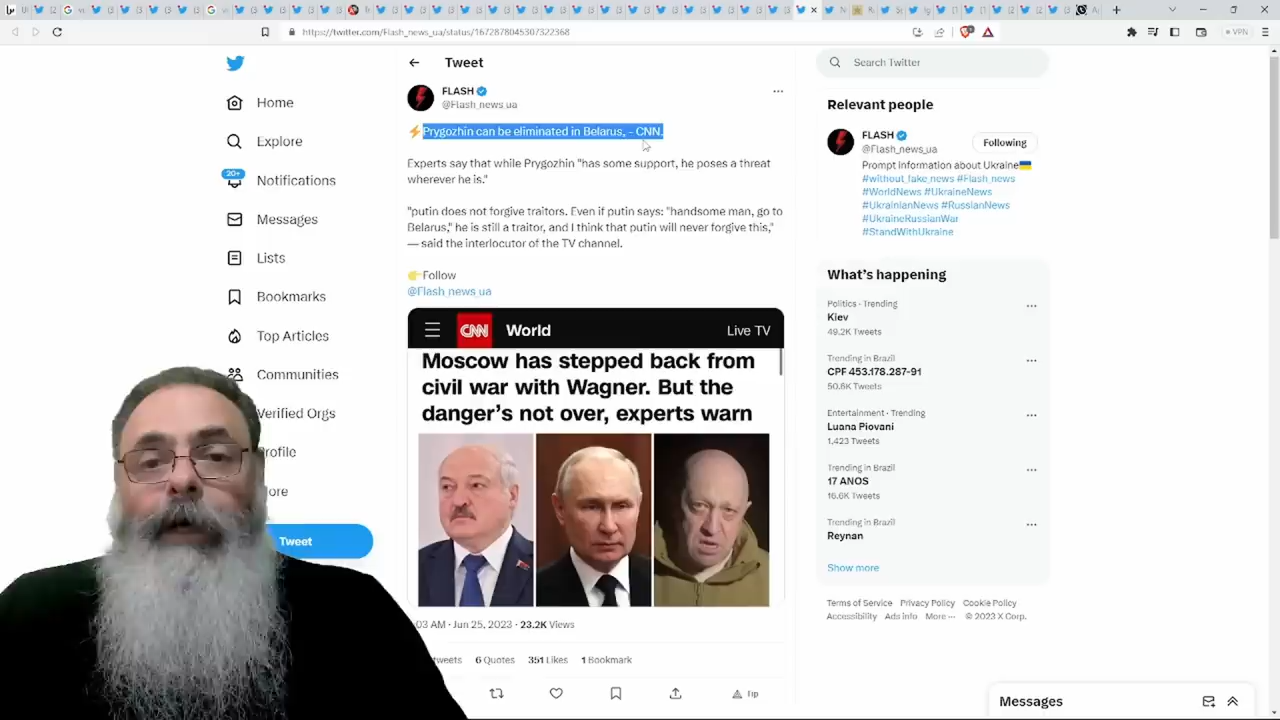 https://twitter.com/Flash_news_ua/status/1672878045307322368
VPN
Home
Explore
20+
Notifications
Messages
Lists
Bookmarks
Top Articles
Communities
Verified Orgs
rofile
ore
Tweet
Tweet
FLASH
@Flash_news_ua
⚡Prygozhin can be eliminated in Belarus, - CNN.
Experts say that while Prygozhin "has some support, he poses a threat
wherever he is."
"putin does not forgive traitors. Even if putin says: "handsome man, go to
Belarus," he is still a traitor, and I think that putin will never forgive this,"
— said the interlocutor of the TV channel.
👉Follow
@Flash_news_ua
CNN World
Live TV
Moscow has stepped back from
civil war with Wagner. But the
danger's not over, experts warn
:03 AM · Jun 25, 2023 · 23.2K Views
tweets 6 Quotes 351 Likes 1 Bookmark
Tip
Search Twitter
Relevant people
FLASH
@Flash_news_ua
Following
Prompt information about Ukraine🇺🇦
#without_fake_news #Flash_news
#WorldNews #UkraineNews
#UkrainianNews #RussianNews
#UkraineRussianWar
#StandWithUkraine
What's happening
Politics · Trending
Kiev
49.2K Tweets
Trending in Brazil
CPF 453.178.287-91
50.6K Tweets
Entertainment · Trending
Luana Piovani
1,423 Tweets
Trending in Brazil
17 ANOS
16.6K Tweets
Trending in Brazil
Reynan
Show more
Terms of Service Privacy Policy Cookie Policy
Accessibility Ads info More ··· © 2023 X Corp.
Messages